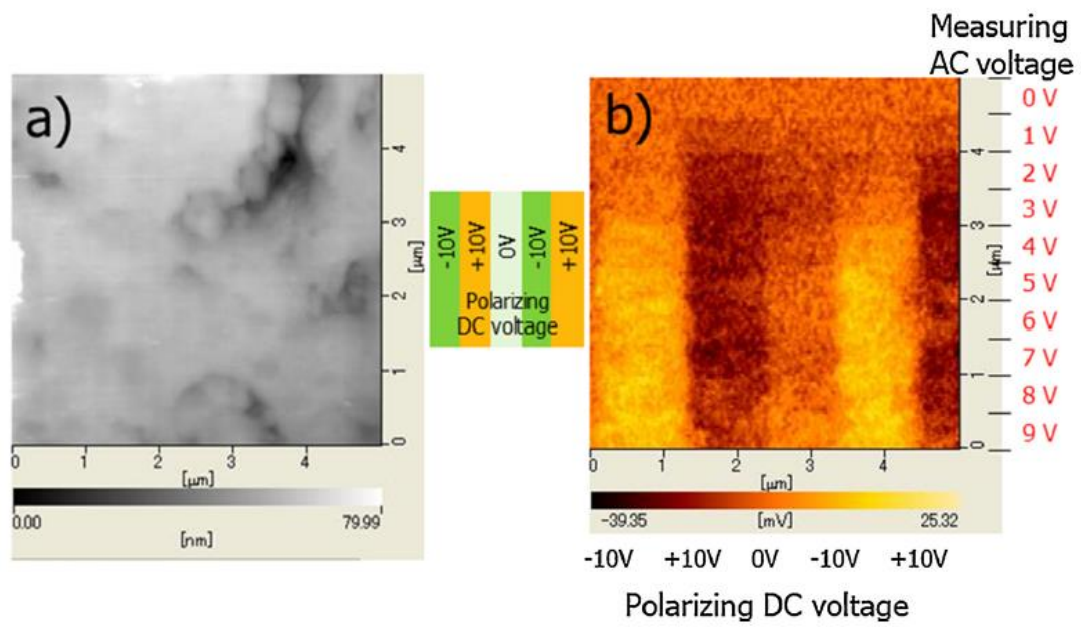 Measuring
AC voltage
a)
b)
0 V
1 V
2 V
3 V
4 V
5 V
6 V
7 V
8 V
9 V
4
3
[µm]
2
1
0
0
1
2
3
4
[µm]
0.00
79.99
[nm]
-10V
+10V
0V
-10V
+10V
Polarizing
DC voltage
4
3
[µm]
2
1
0
0
1
2
3
4
[µm]
-39.35
[mV]
25.32
-10V +10V 0V -10V +10V
Polarizing DC voltage